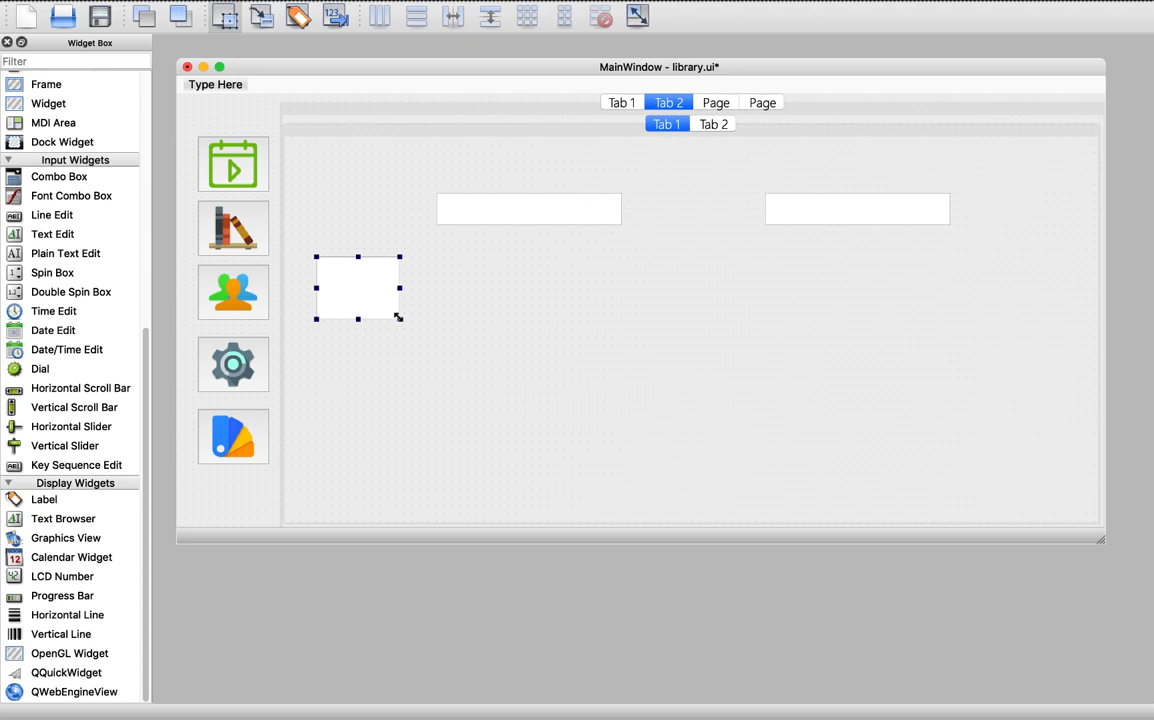 123
Widget Box
Filter
MainWindow - library.ui*
Type Here
Tab 1 Tab 2 Page Page
Tab 1 Tab 2
Frame
Widget
MDI Area
Dock Widget
Input Widgets
Combo Box
Font Combo Box
Line Edit
Text Edit
Plain Text Edit
Spin Box
Double Spin Box
Time Edit
Date Edit
Date/Time Edit
Dial
Horizontal Scroll Bar
Vertical Scroll Bar
Horizontal Slider
Vertical Slider
Key Sequence Edit
Display Widgets
Label
Text Browser
Graphics View
12 Calendar Widget
LCD Number
Progress Bar
Horizontal Line
Vertical Line
OpenGL Widget
QQuickWidget
QWebEngineView